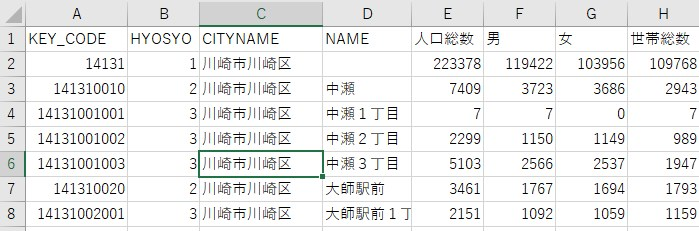 A B C D E F G H
1 KEY_CODE HYOSYO CITYNAME NAME 人口総数 男 女 世帯総数
2 14131 1 川崎市川崎区 223378 119422 103956 109768
3 141310010 2 川崎市川崎区 中瀬 7409 3723 3686 2943
4 14131001001 3 川崎市川崎区 中瀬１丁目 7 7 0 7
5 14131001002 3 川崎市川崎区 中瀬２丁目 2299 1150 1149 989
6 14131001003 3 川崎市川崎区 中瀬３丁目 5103 2566 2537 1947
7 141310020 2 川崎市川崎区 大師駅前 3461 1767 1694 1793
8 14131002001 3 川崎市川崎区 大師駅前１丁 2151 1092 1059 1159